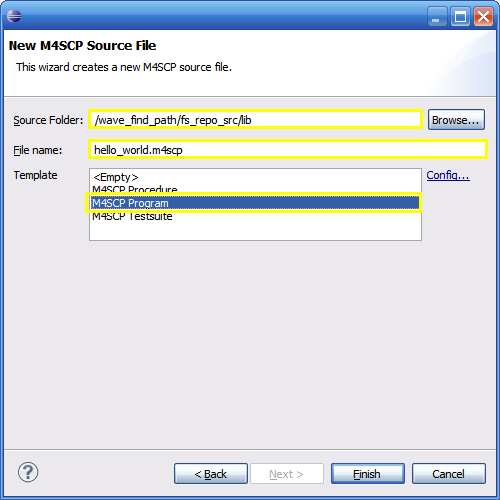 New M4SCP Source File
This wizard creates a new M4SCP source file.
Source Folder: /wave_find_path/fs_repo_src/lib Browse...
File name: hello_world.m4scp
Template <Empty> Config...
M4SCP Procedure
M4SCP Program
M4SCP Testsuite
? < Back Next > Finish Cancel